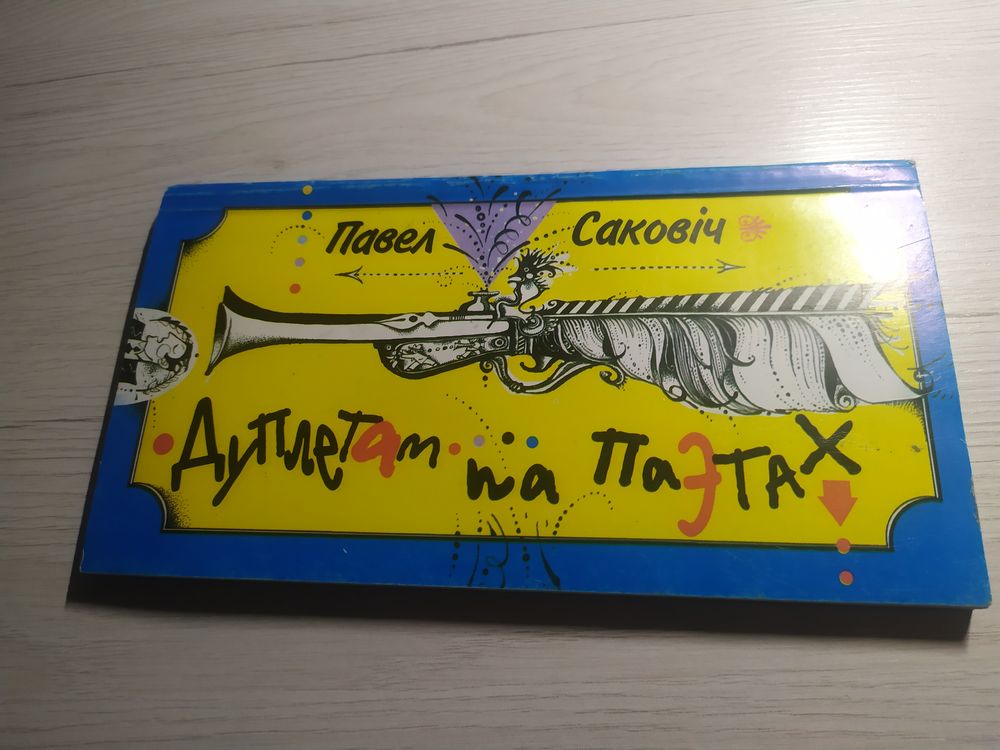 Павел Саковіч
Дуплетам па паэтах